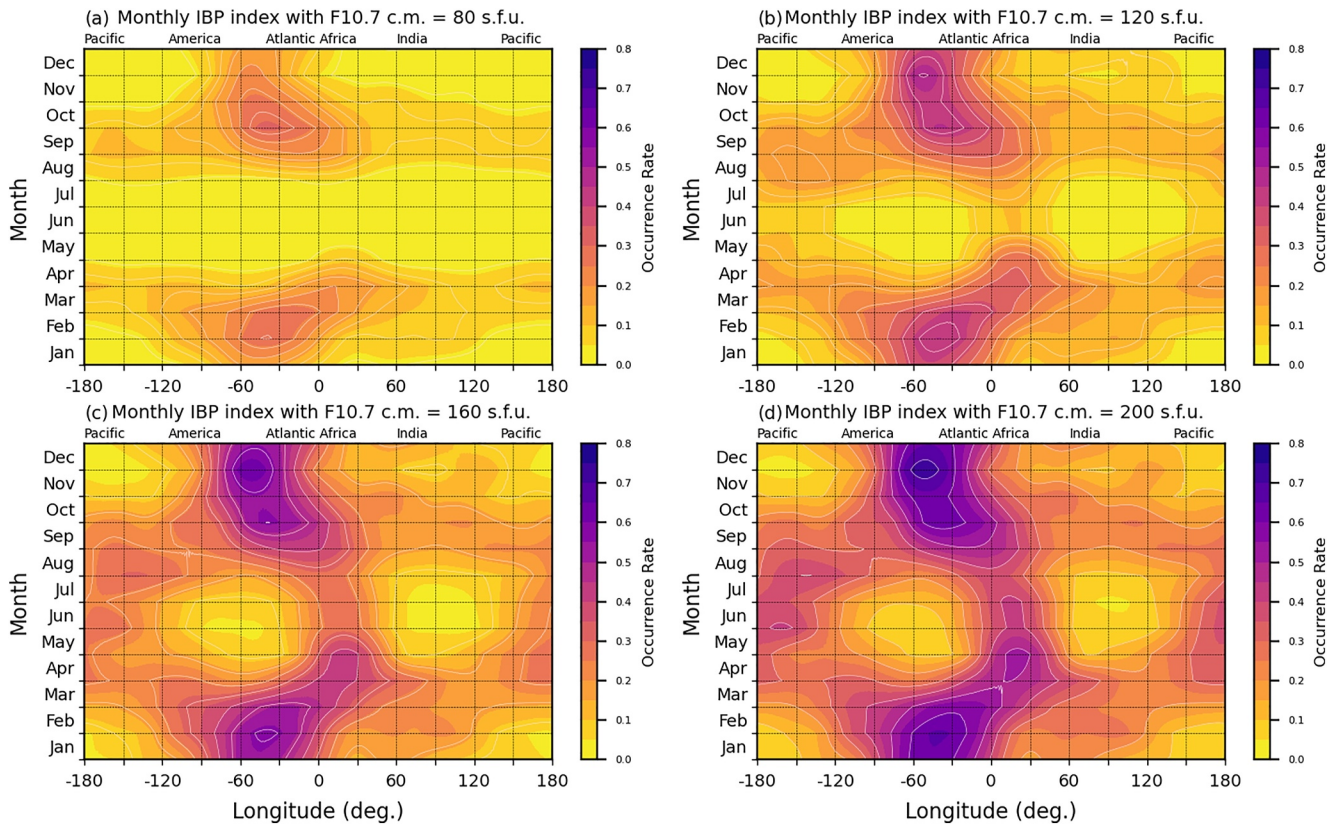 (a) Monthly IBP index with F10.7 c.m. = 80 s.f.u.
Pacific America Atlantic Africa India Pacific
Month
Dec
Nov
Oct
Sep
Aug
Jul
Jun
May
Apr
Mar
Feb
Jan
-180 -120 -60 0 60 120 180
0.8
0.7
0.6
0.5
0.4
0.3
0.2
0.1
0.0
Occurrence Rate
(b) Monthly IBP index with F10.7 c.m. = 120 s.f.u.
Pacific America Atlantic Africa India Pacific
Month
Dec
Nov
Oct
Sep
Aug
Jul
Jun
May
Apr
Mar
Feb
Jan
-180 -120 -60 0 60 120 180
0.8
0.7
0.6
0.5
0.4
0.3
0.2
0.1
0.0
Occurrence Rate
(c) Monthly IBP index with F10.7 c.m. = 160 s.f.u.
Pacific America Atlantic Africa India Pacific
Month
Dec
Nov
Oct
Sep
Aug
Jul
Jun
May
Apr
Mar
Feb
Jan
-180 -120 -60 0 60 120 180
Longitude (deg.)
0.8
0.7
0.6
0.5
0.4
0.3
0.2
0.1
0.0
Occurrence Rate
(d) Monthly IBP index with F10.7 c.m. = 200 s.f.u.
Pacific America Atlantic Africa India Pacific
Month
Dec
Nov
Oct
Sep
Aug
Jul
Jun
May
Apr
Mar
Feb
Jan
-180 -120 -60 0 60 120 180
Longitude (deg.)
0.8
0.7
0.6
0.5
0.4
0.3
0.2
0.1
0.0
Occurrence Rate